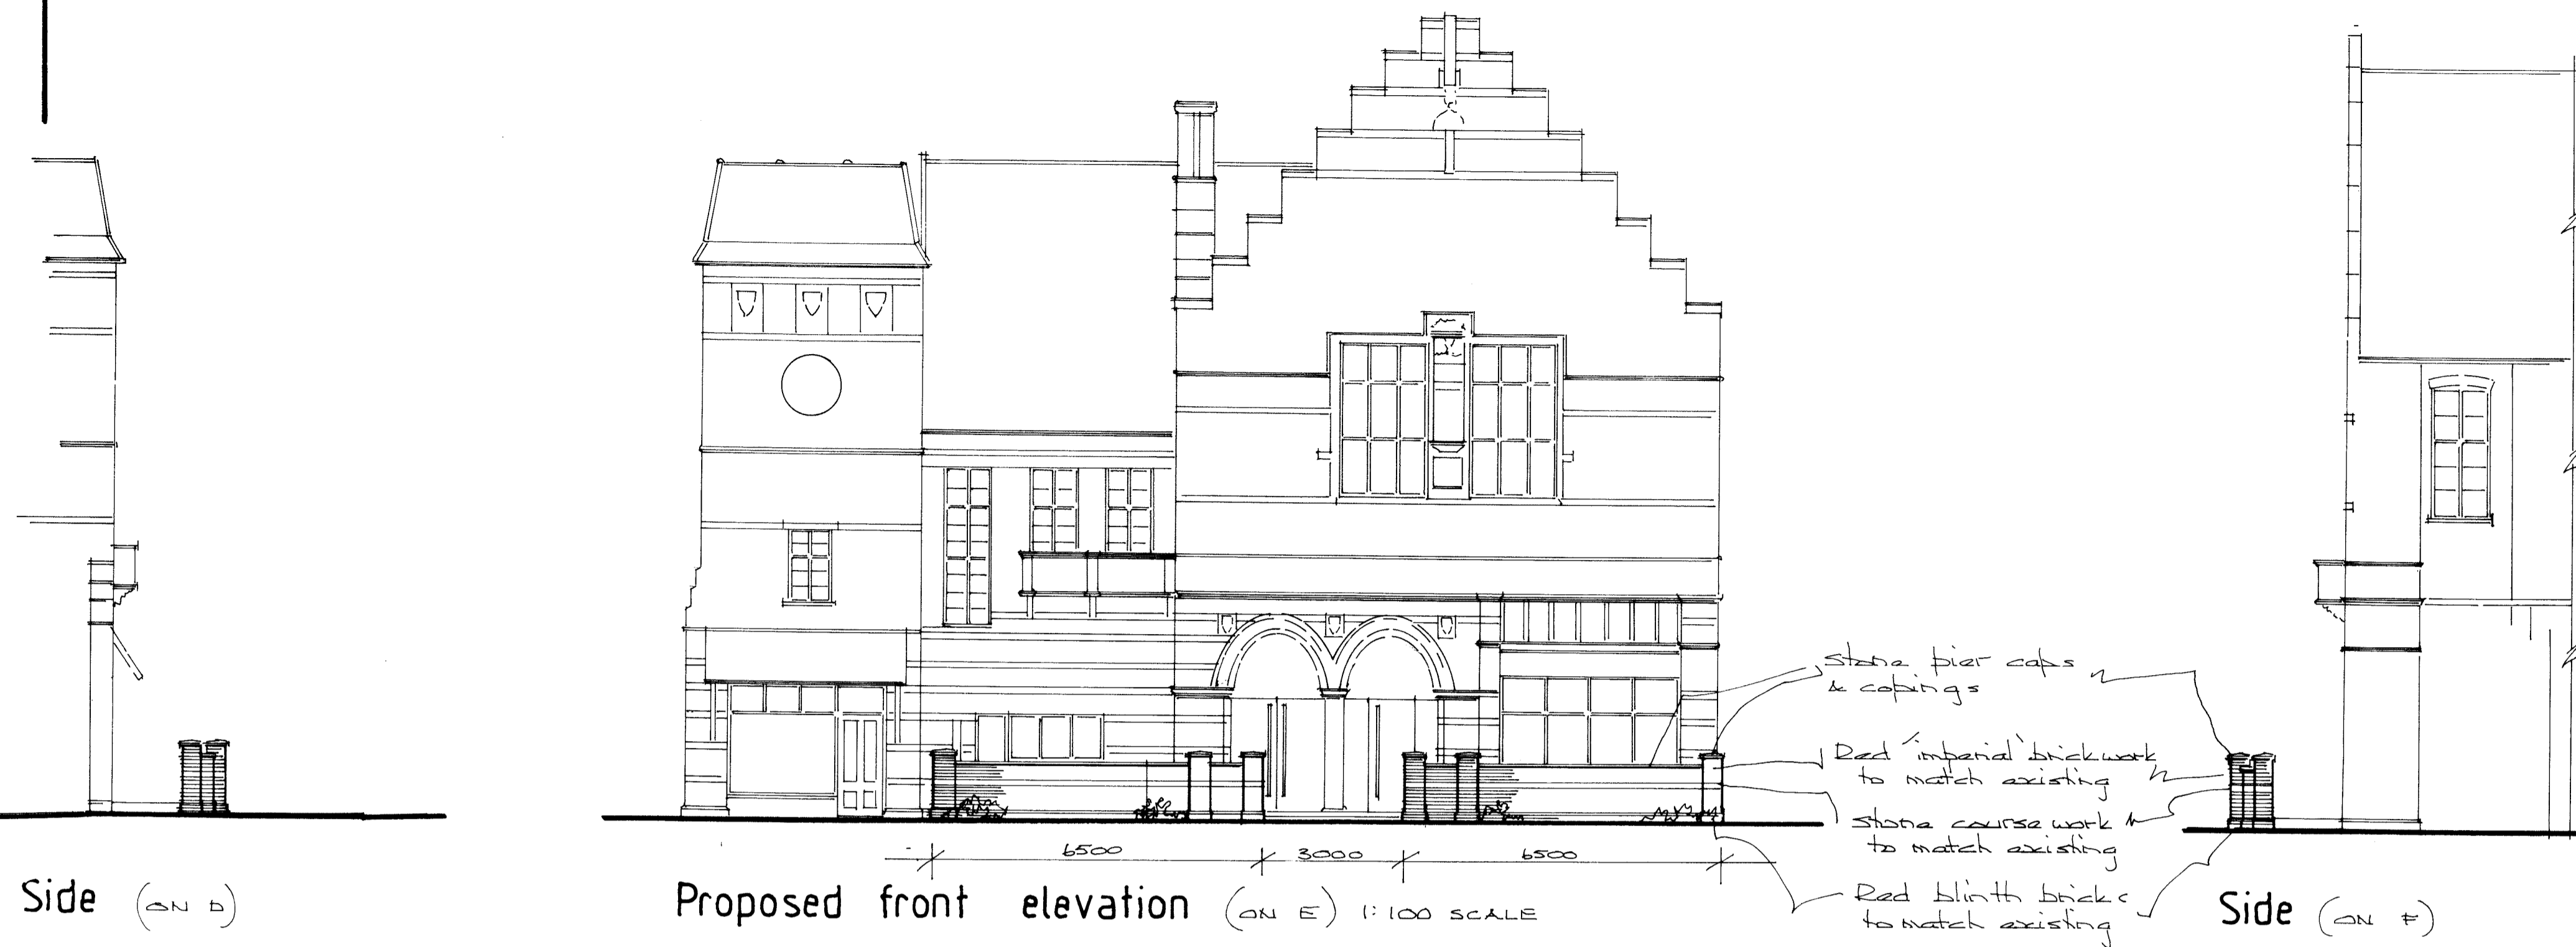 Stone pier caps
& copings
Red 'imperial' brickwork
to match existing
Stone course work
to match existing
Red plinth bricks
to match existing
6500 3000 6500
Side (ON D)
Proposed front elevation (ON E) 1:100 SCALE
Side (ON F)